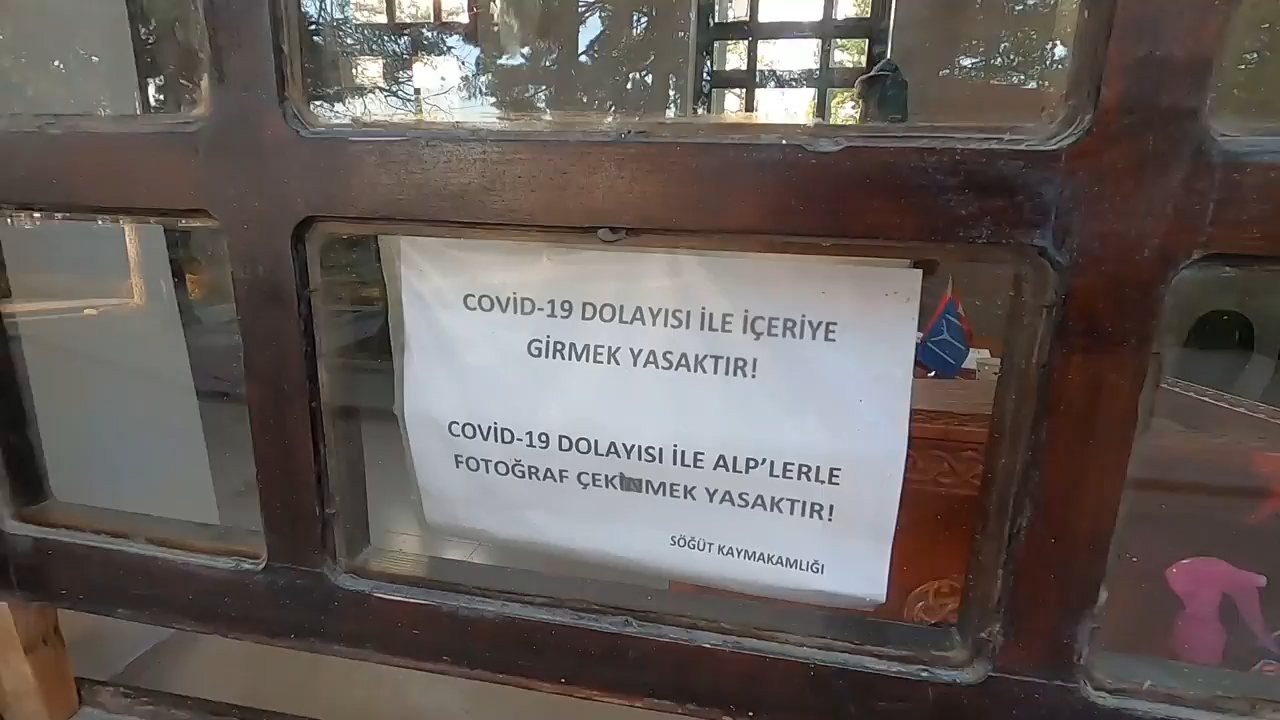 COVİD-19 DOLAYISI İLE İÇERİYE
GİRMEK YASAKTIR!
COVİD-19 DOLAYISI İLE ALP'LERLE
FOTOĞRAF ÇEKİNMEK YASAKTIR!
SÖĞÜT KAYMAKAMLIĞI